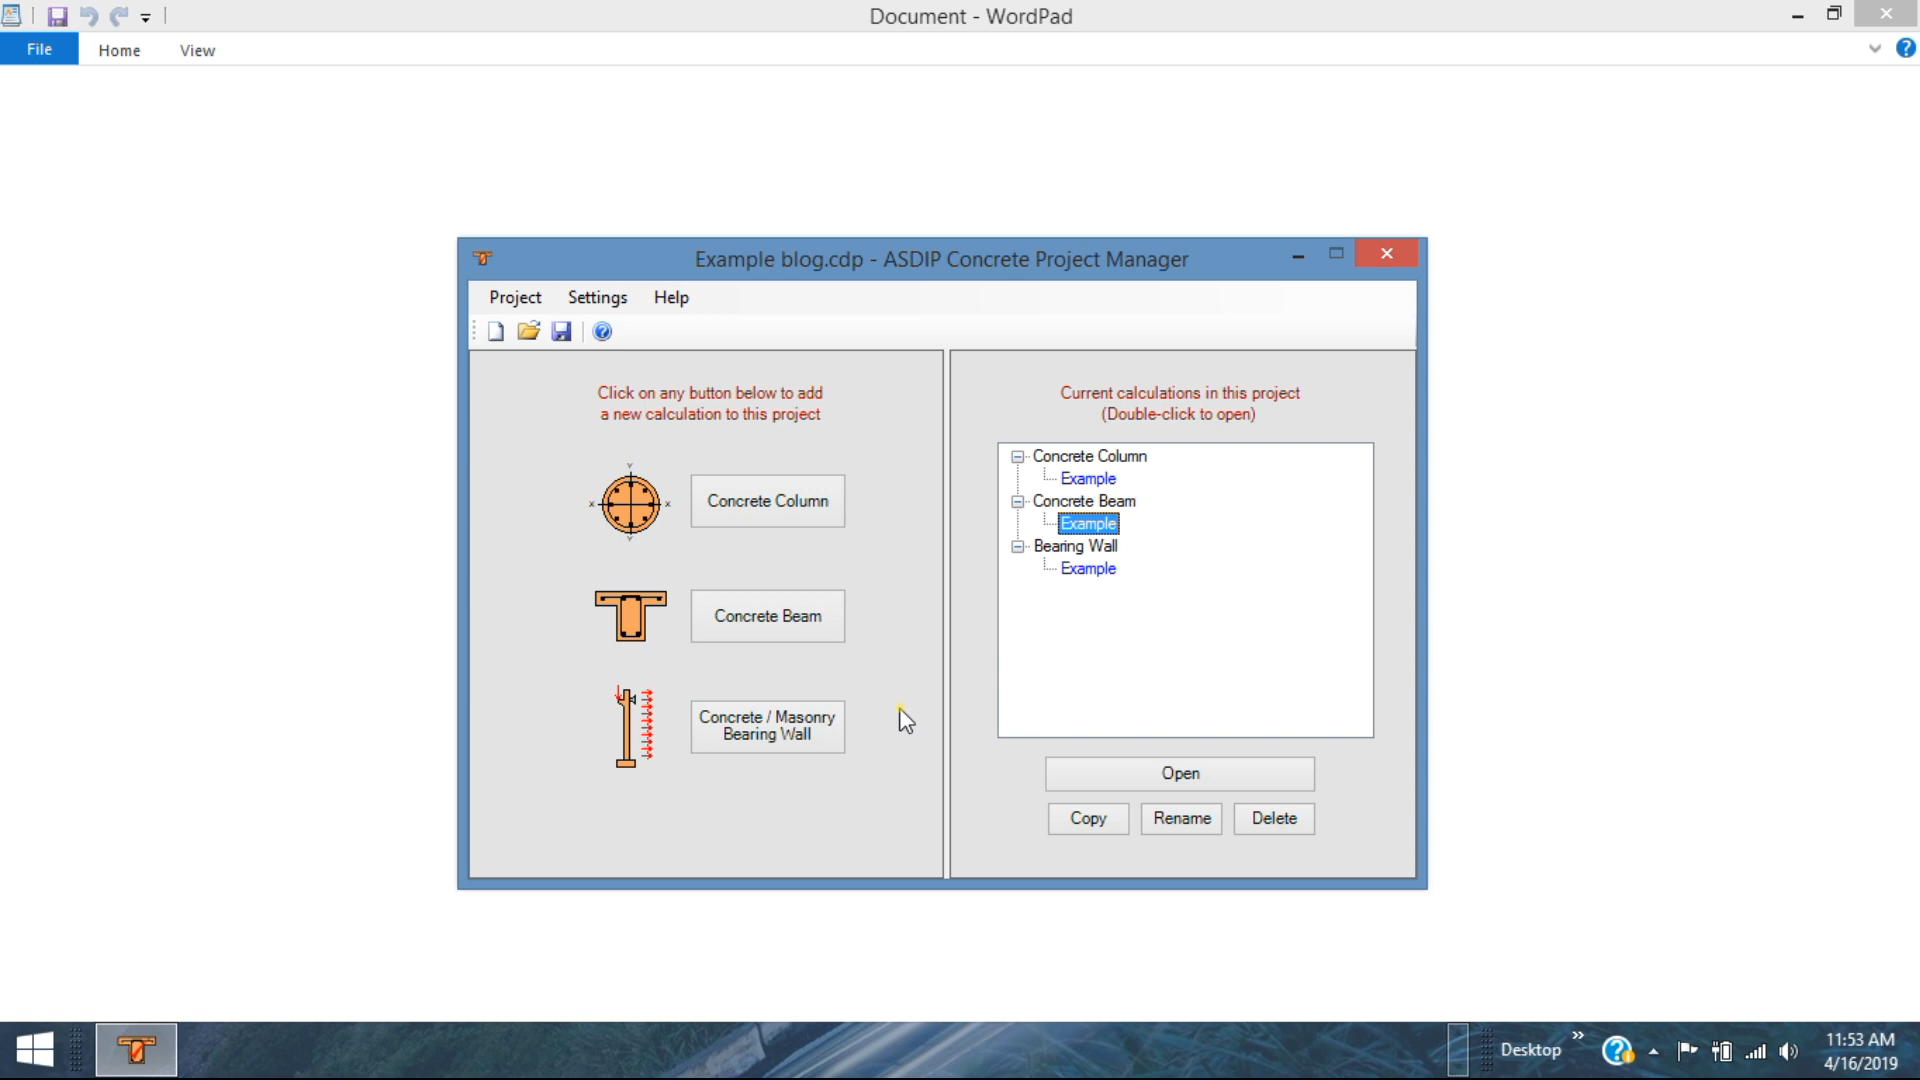 Document - WordPad
File
Home
View
Example blog.cdp - ASDIP Concrete Project Manager
Project
Settings
Help
Click on any button below to add
a new calculation to this project
Y
X
X
Y
Concrete Column
Concrete Beam
Concrete / Masonry
Bearing Wall
Current calculations in this project
(Double-click to open)
Concrete Column
Example
Concrete Beam
Example
Bearing Wall
Example
Open
Copy
Rename
Delete
Desktop
11:53 AM
4/16/2019